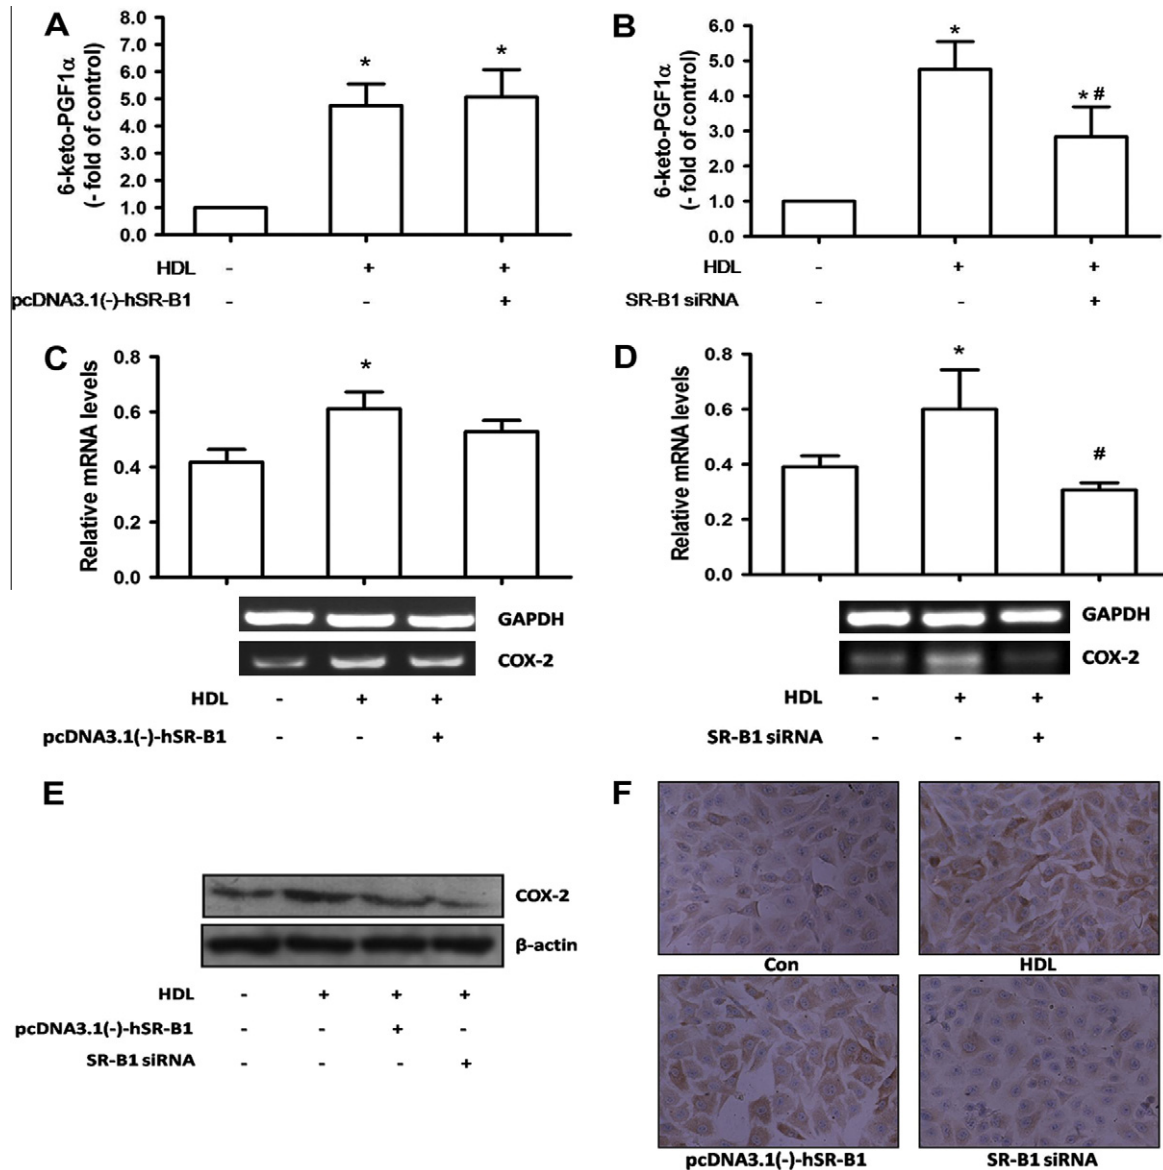 A
6-keto-PGF1α
(- fold of control)
8.0
7.0
6.0
5.0
4.0
3.0
2.0
1.0
0.0
*
*
HDL - + +
pcDNA3.1(-)-hSR-B1 - - +
B
6-keto-PGF1α
(- fold of control)
6.0
5.0
4.0
3.0
2.0
1.0
0.0
*
*#
HDL - + +
SR-B1 siRNA - - +
C
Relative mRNA levels
0.8
0.6
0.4
0.2
0.0
*
GAPDH
COX-2
HDL - + +
pcDNA3.1(-)-hSR-B1 - - +
D
Relative mRNA levels
0.8
0.6
0.4
0.2
0.0
*
#
GAPDH
COX-2
HDL - + +
SR-B1 siRNA - - +
E
COX-2
β-actin
HDL - + + +
pcDNA3.1(-)-hSR-B1 - - + -
SR-B1 siRNA - - - +
F
Con
HDL
pcDNA3.1(-)-hSR-B1
SR-B1 siRNA